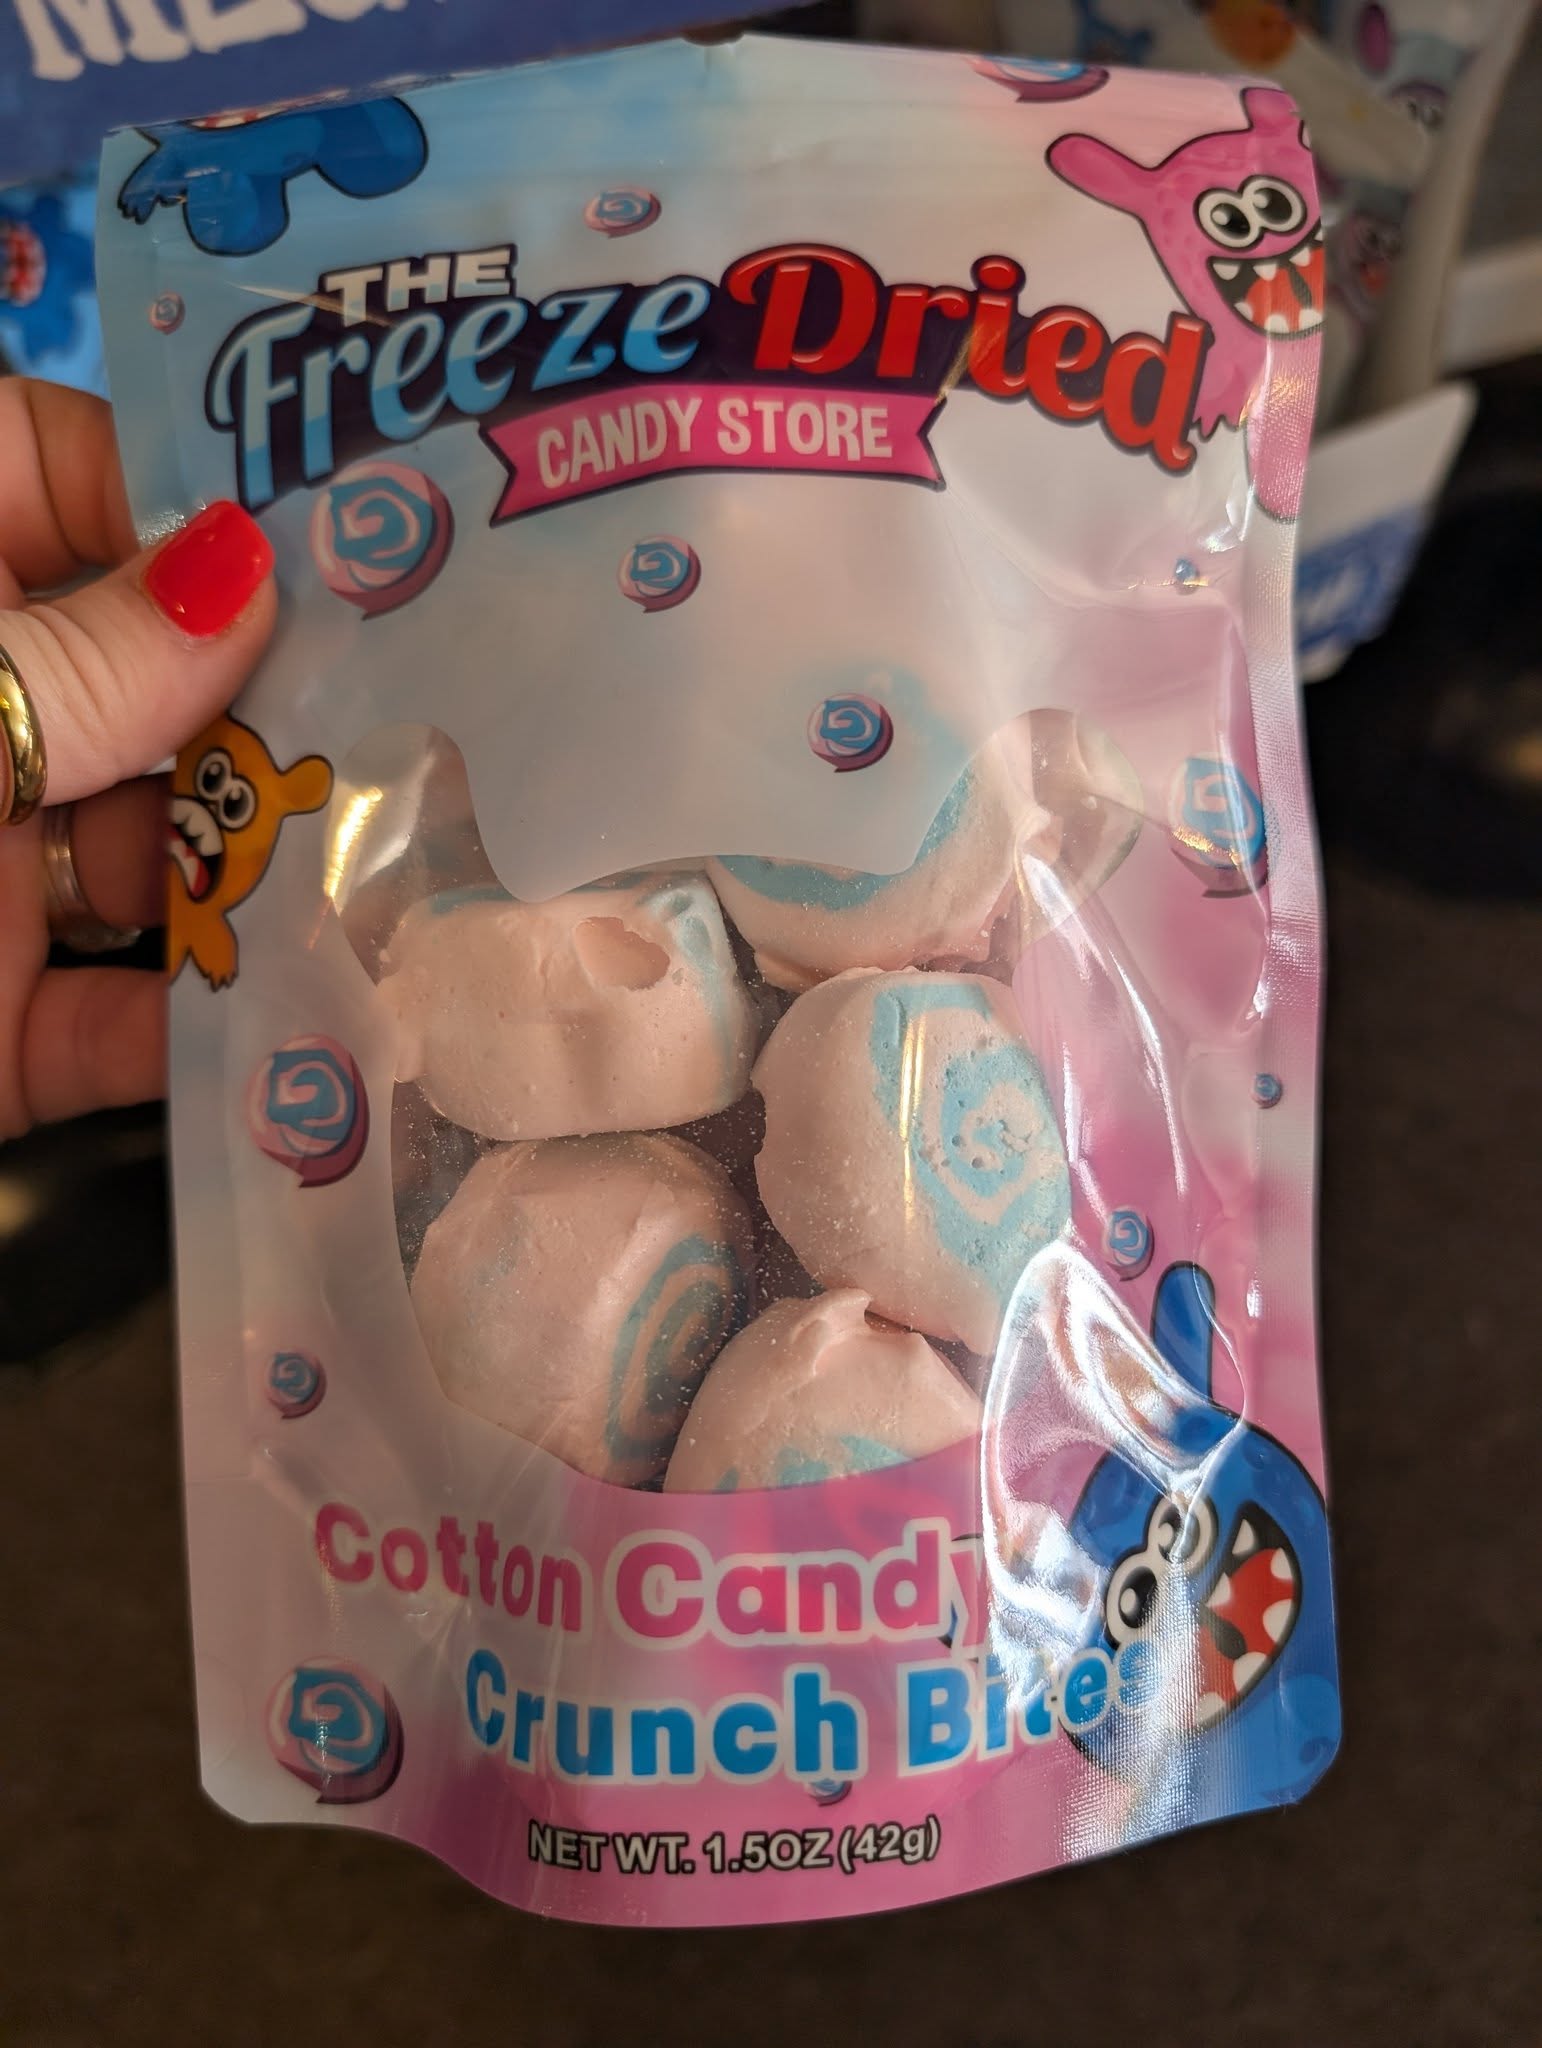 THE
Freeze Dried
CANDY STORE
Cotton Candy
Crunch Bites
NET WT. 1.5OZ (42g)